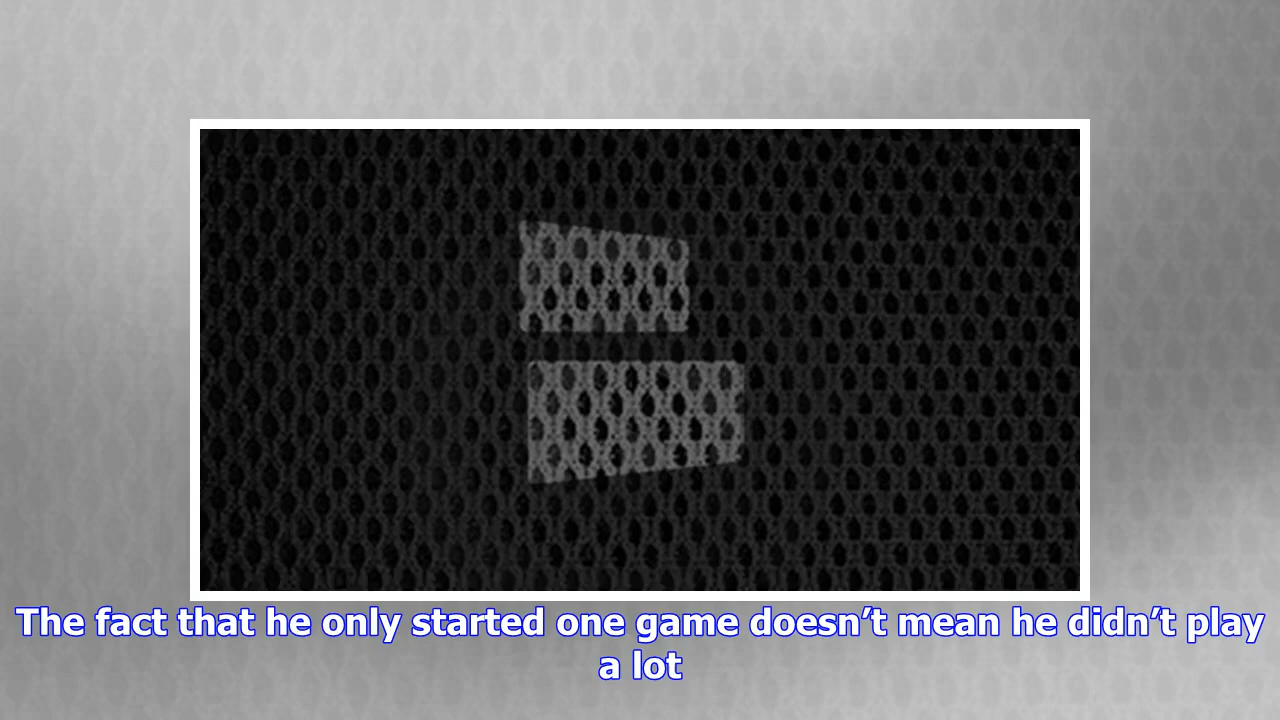 The fact that he only started one game doesn’t mean he didn’t play
a lot